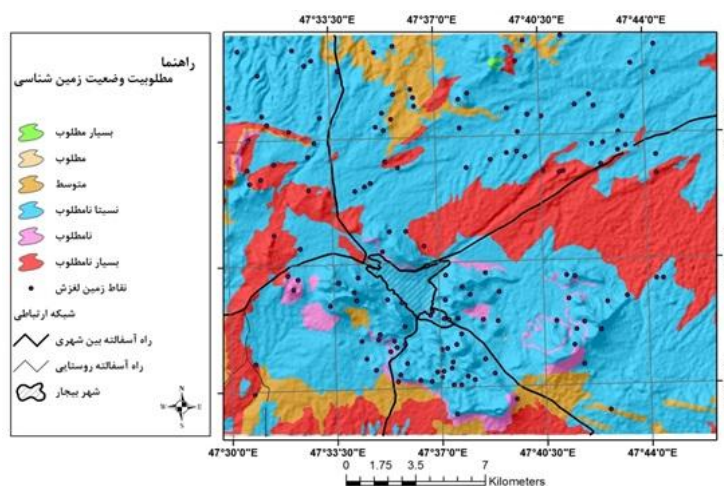 47°33'30"E 47°37'0"E 47°40'30"E 47°44'0"E
راهنما
مطلوبیت وضعیت زمین شناسی
بسیار مطلوب
مطلوب
متوسط
نسبتا نامطلوب
نامطلوب
بسیار نامطلوب
نقاط زمین لغزش
شبکه ارتباطی
راه آسفالته بین شهری
راه آسفالته روستایی
شهر بیجار
N
W E
S
47°30'0"E 47°33'30"E 47°37'0"E 47°40'30"E 47°44'0"E
0 1.75 3.5 7
Kilometers